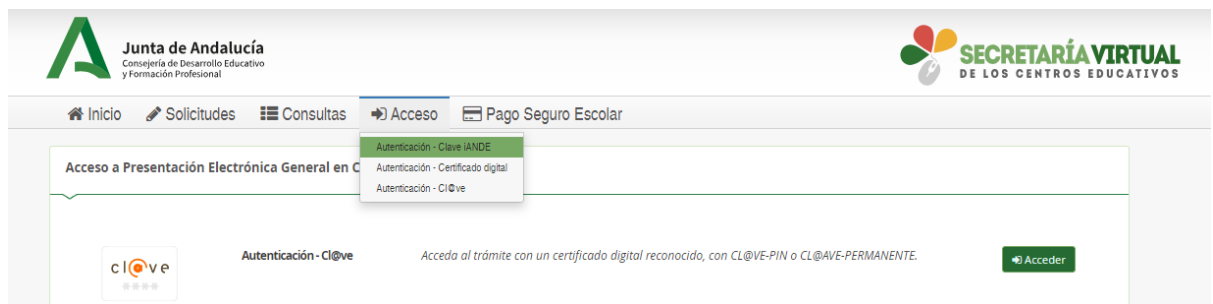 Junta de Andalucía
Consejería de Desarrollo Educativo
y Formación Profesional
SECRETARÍA VIRTUAL
DE LOS CENTROS EDUCATIVOS
Inicio Solicitudes Consultas Acceso Pago Seguro Escolar
Autenticación - Clave iANDE
Autenticación - Certificado digital
Autenticación - Cl@ve
Acceso a Presentación Electrónica General en C
cl@ve
Autenticación - Cl@ve
Acceda al trámite con un certificado digital reconocido, con CL@VE-PIN o CL@AVE-PERMANENTE.
Acceder